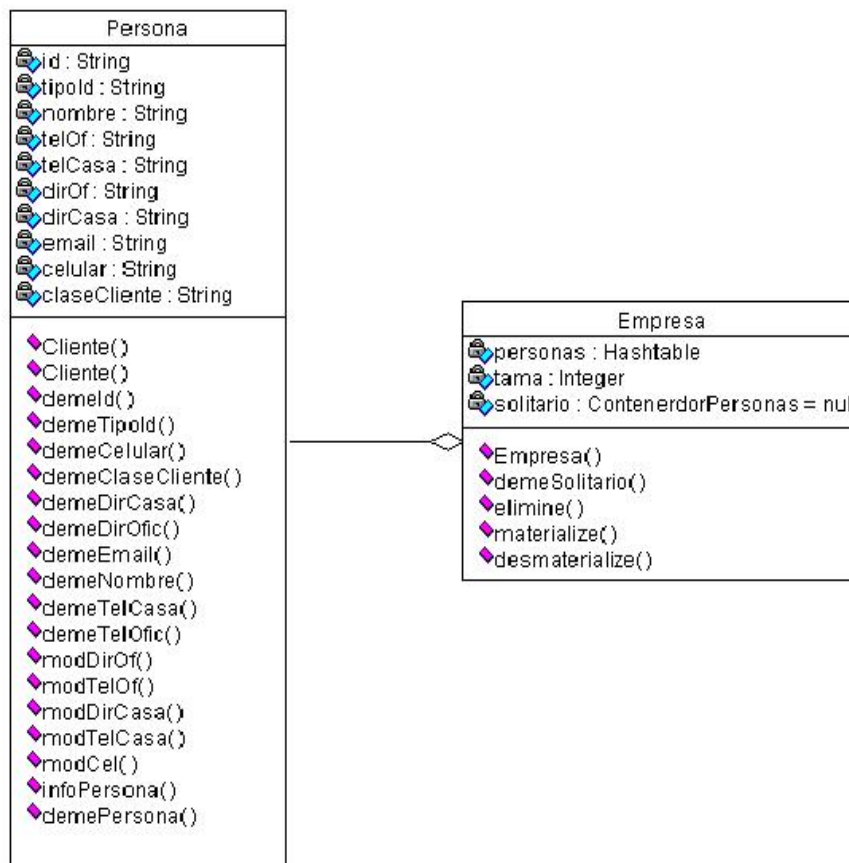 Persona
id : String
tipoId : String
nombre : String
telOf : String
telCasa : String
dirOf : String
dirCasa : String
email : String
celular : String
claseCliente : String
Cliente()
Cliente()
demeId()
demeTipoId()
demeCelular()
demeClaseCliente()
demeDirCasa()
demeDirOfic()
demeEmail()
demeNombre()
demeTelCasa()
demeTelOfic()
modDirOf()
modTelOf()
modDirCasa()
modTelCasa()
modCel()
infoPersona()
demePersona()
Empresa
personas : Hashtable
tama : Integer
solitario : ContenerdorPersonas = nul
Empresa()
demeSolitario()
elimine()
materialize()
desmaterialize()